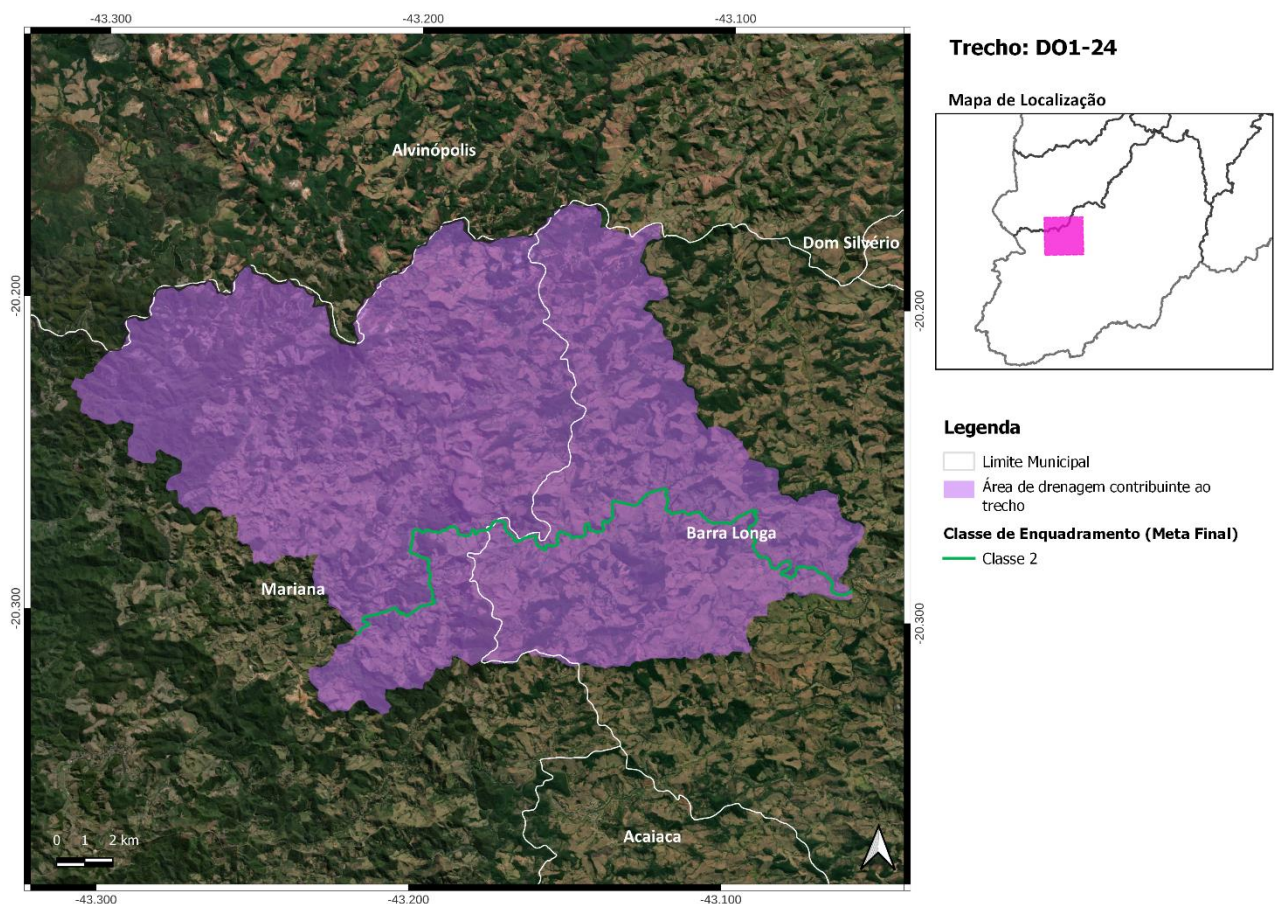 -43.300
-43.200
-43.100
Trecho: DO1-24
Mapa de Localização
Alvinópolis
Dom Silvério
-20.200
-20.200
Legenda
Limite Municipal
Área de drenagem contribuinte ao
trecho
Classe de Enquadramento (Meta Final)
Classe 2
Barra Longa
Mariana
-20.300
-20.300
Acaiaca
0 1 2 km
-43.300
-43.200
-43.100